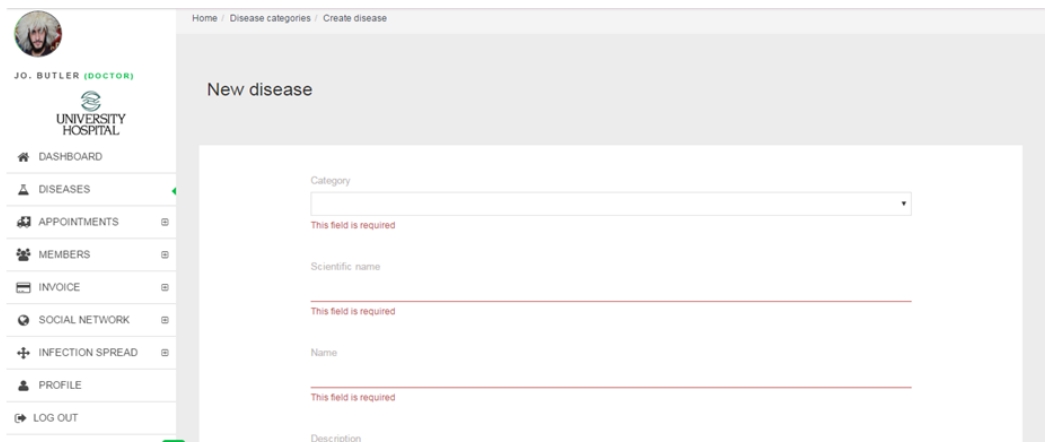 Home / Disease categories / Create disease
JO. BUTLER (DOCTOR)
UNIVERSITY
HOSPITAL
DASHBOARD
DISEASES
APPOINTMENTS
MEMBERS
INVOICE
SOCIAL NETWORK
INFECTION SPREAD
PROFILE
LOG OUT
New disease
Category
This field is required
Scientific name
This field is required
Name
This field is required
Description